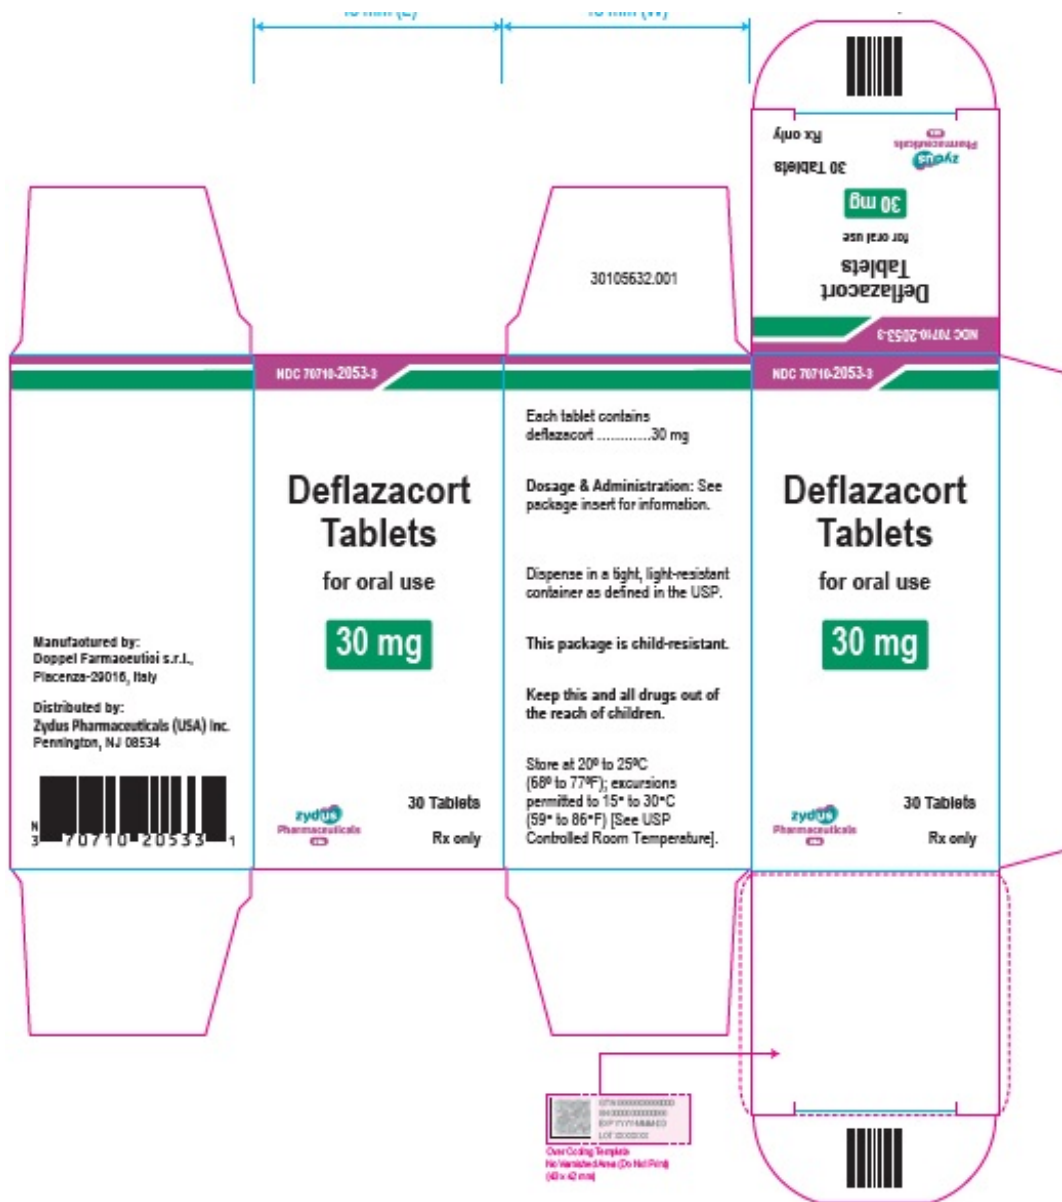 Rx only
30 Tablets
zydus
Pharmaceuticals
30 mg
for oral use
Deflazacort
Tablets
NDC 70710-2053-3
30105632.001
NDC 70710-2053-3
NDC 70710-2053-3
Manufactured by:
Doppel Farmaceutici s.r.l.,
Piacenza-29016, Italy
Distributed by:
Zydus Pharmaceuticals (USA) Inc.
Pennington, NJ 08534
N
3 70710 20533 1
Deflazacort
Tablets
for oral use
30 mg
30 Tablets
zydus
Pharmaceuticals
Rx only
Each tablet contains
deflazacort ..............30 mg
Dosage & Administration: See
package insert for information.
Dispense in a tight, light-resistant
container as defined in the USP.
This package is child-resistant.
Keep this and all drugs out of
the reach of children.
Store at 20º to 25ºC
(68º to 77ºF); excursions
permitted to 15° to 30°C
(59° to 86°F) [See USP
Controlled Room Temperature].
Deflazacort
Tablets
for oral use
30 mg
30 Tablets
zydus
Pharmaceuticals
Rx only
Over Coding Template
No Varnished Area (Do Not Print)